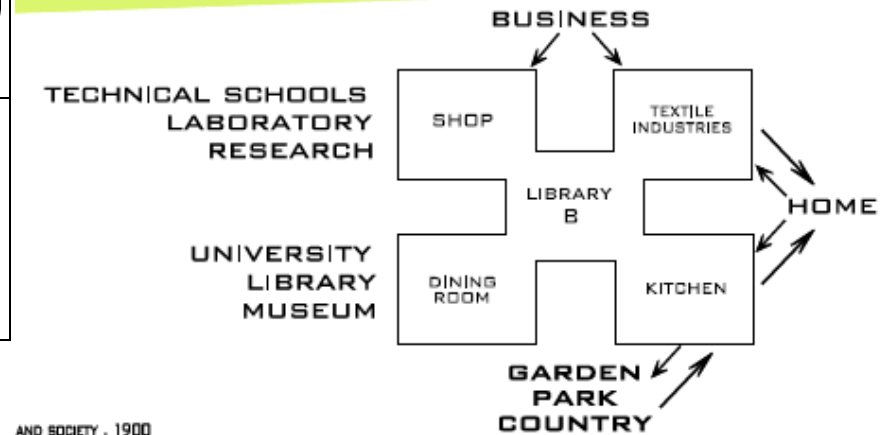 BUSINESS
TECHNICAL SCHOOLS
LABORATORY
RESEARCH
SHOP
TEXTILE
INDUSTRIES
LIBRARY
B
HOME
UNIVERSITY
LIBRARY
MUSEUM
DINING
ROOM
KITCHEN
GARDEN
PARK
COUNTRY
AND SOCIETY . 1900